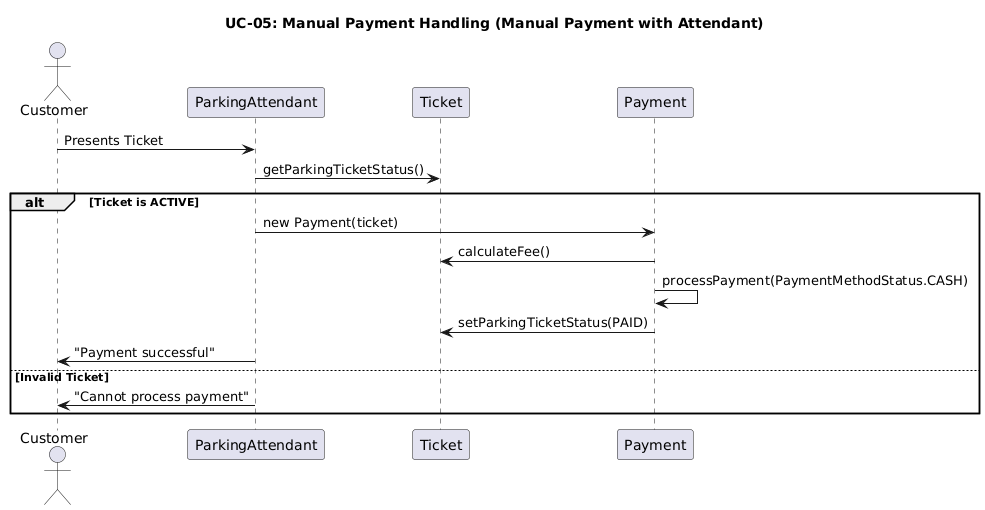 UC-05: Manual Payment Handling (Manual Payment with Attendant)
Customer
ParkingAttendant
Ticket
Payment
Presents Ticket
getParkingTicketStatus()
alt
[Ticket is ACTIVE]
new Payment(ticket)
calculateFee()
processPayment(PaymentMethodStatus.CASH)
setParkingTicketStatus(PAID)
"Payment successful"
[Invalid Ticket]
"Cannot process payment"
Customer
ParkingAttendant
Ticket
Payment